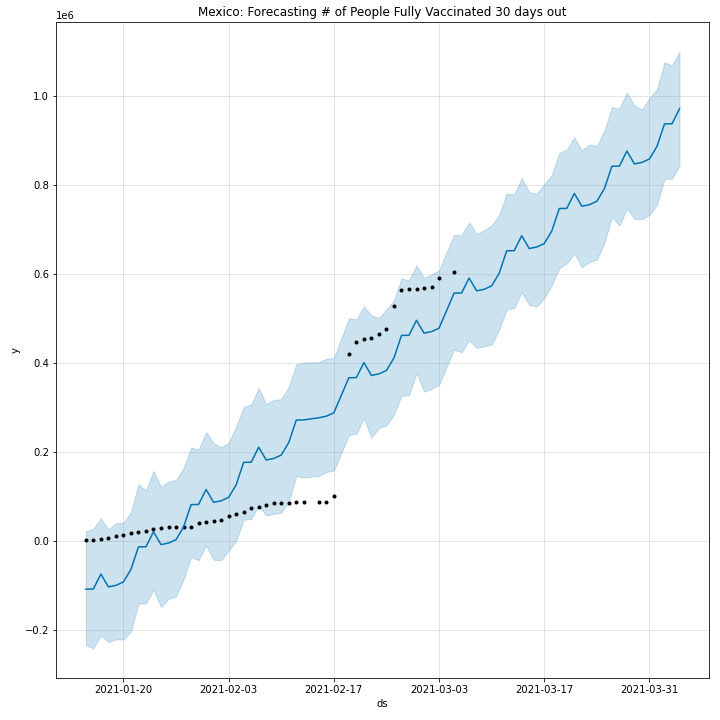 Mexico: Forecasting # of People Fully Vaccinated 30 days out
1e6
1.0
0.8
0.6
0.4
0.2
0.0
−0.2
y
2021-01-20 2021-02-03 2021-02-17 2021-03-03 2021-03-17 2021-03-31
ds